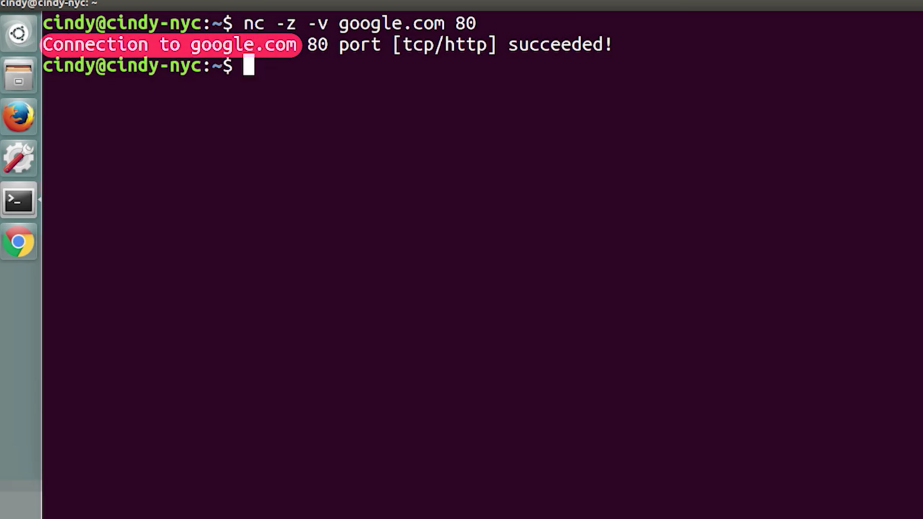 cindy@cindy-nyc: ~
cindy@cindy-nyc:~$ nc -z -v google.com 80
Connection to google.com 80 port [tcp/http] succeeded!
cindy@cindy-nyc:~$